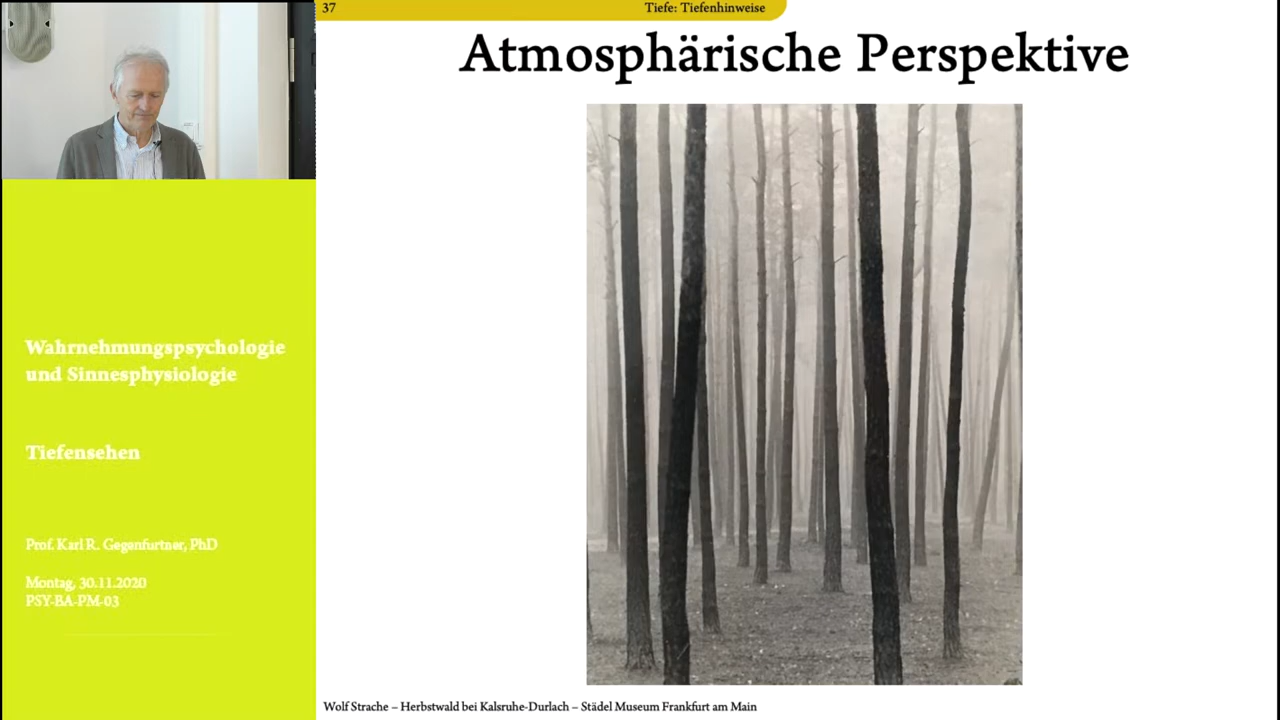 37
Tiefe: Tiefenhinweise
Atmosphärische Perspektive
Wahrnehmungspsychologie
und Sinnesphysiologie
Tiefensehen
Prof. Karl R. Gegenfurtner, PhD
Montag, 30.11.2020
PSY-BA-PM-03
Wolf Strache – Herbstwald bei Kalsruhe-Durlach – Städel Museum Frankfurt am Main